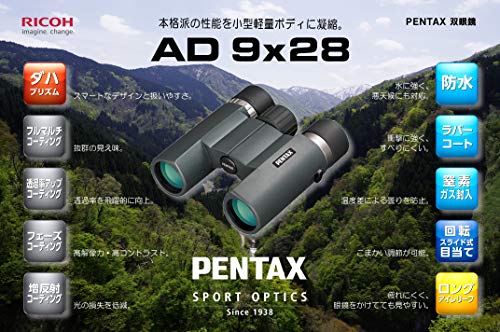 RICOH
imagine. change.
本格派の性能を小型軽量ボディに凝縮。
PENTAX 双眼鏡
AD 9x28
ダハ
プリズム
スマートなデザインと扱いやすさ。
フルマルチ
コーティング
抜群の見え味。
透過率アップ
コーティング
透過率を飛躍的に向上。
フェーズ
コーティング
高解像力・高コントラスト。
増反射
コーティング
光の損失を低減。
PENTAX
PENTAX
SPORT OPTICS
Since 1938
水に強く、
悪天候にも対応。
防水
衝撃に強く、
すべりにくい。
ラバー
コート
温度差による曇りを防止。
窒素
ガス封入
こまかい調節が可能。
回転
スライド式
目当て
疲れにくく、
眼鏡をかけてても見やすい。
ロング
アイレリーフ